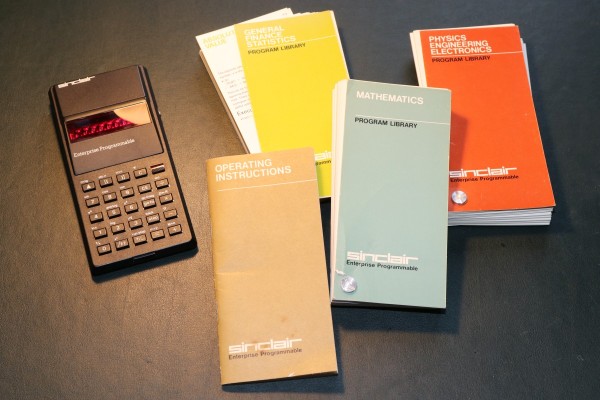 sinclair
Enterprise Programmable
GENERAL
FINANCE
STATISTICS
PROGRAM LIBRARY
PHYSICS
ENGINEERING
ELECTRONICS
PROGRAM LIBRARY
sinclair
Enterprise Programmable
MATHEMATICS
PROGRAM LIBRARY
sinclair
Enterprise Programmable
OPERATING
INSTRUCTIONS
sinclair
Enterprise Programmable